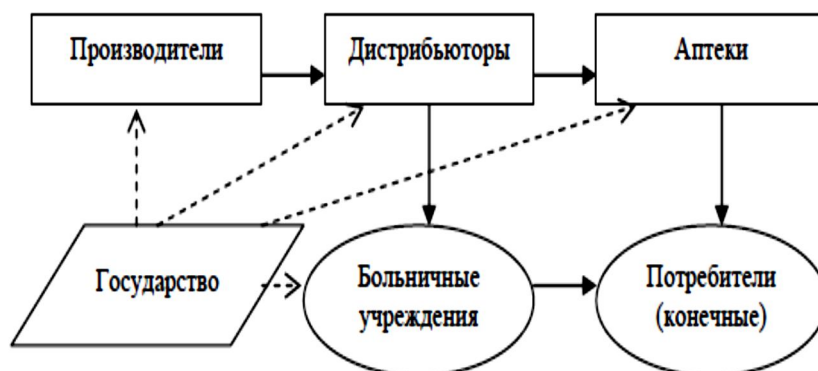 Производители
Дистрибьюторы
Аптеки
Государство
Больничные
учреждения
Потребители
(конечные)